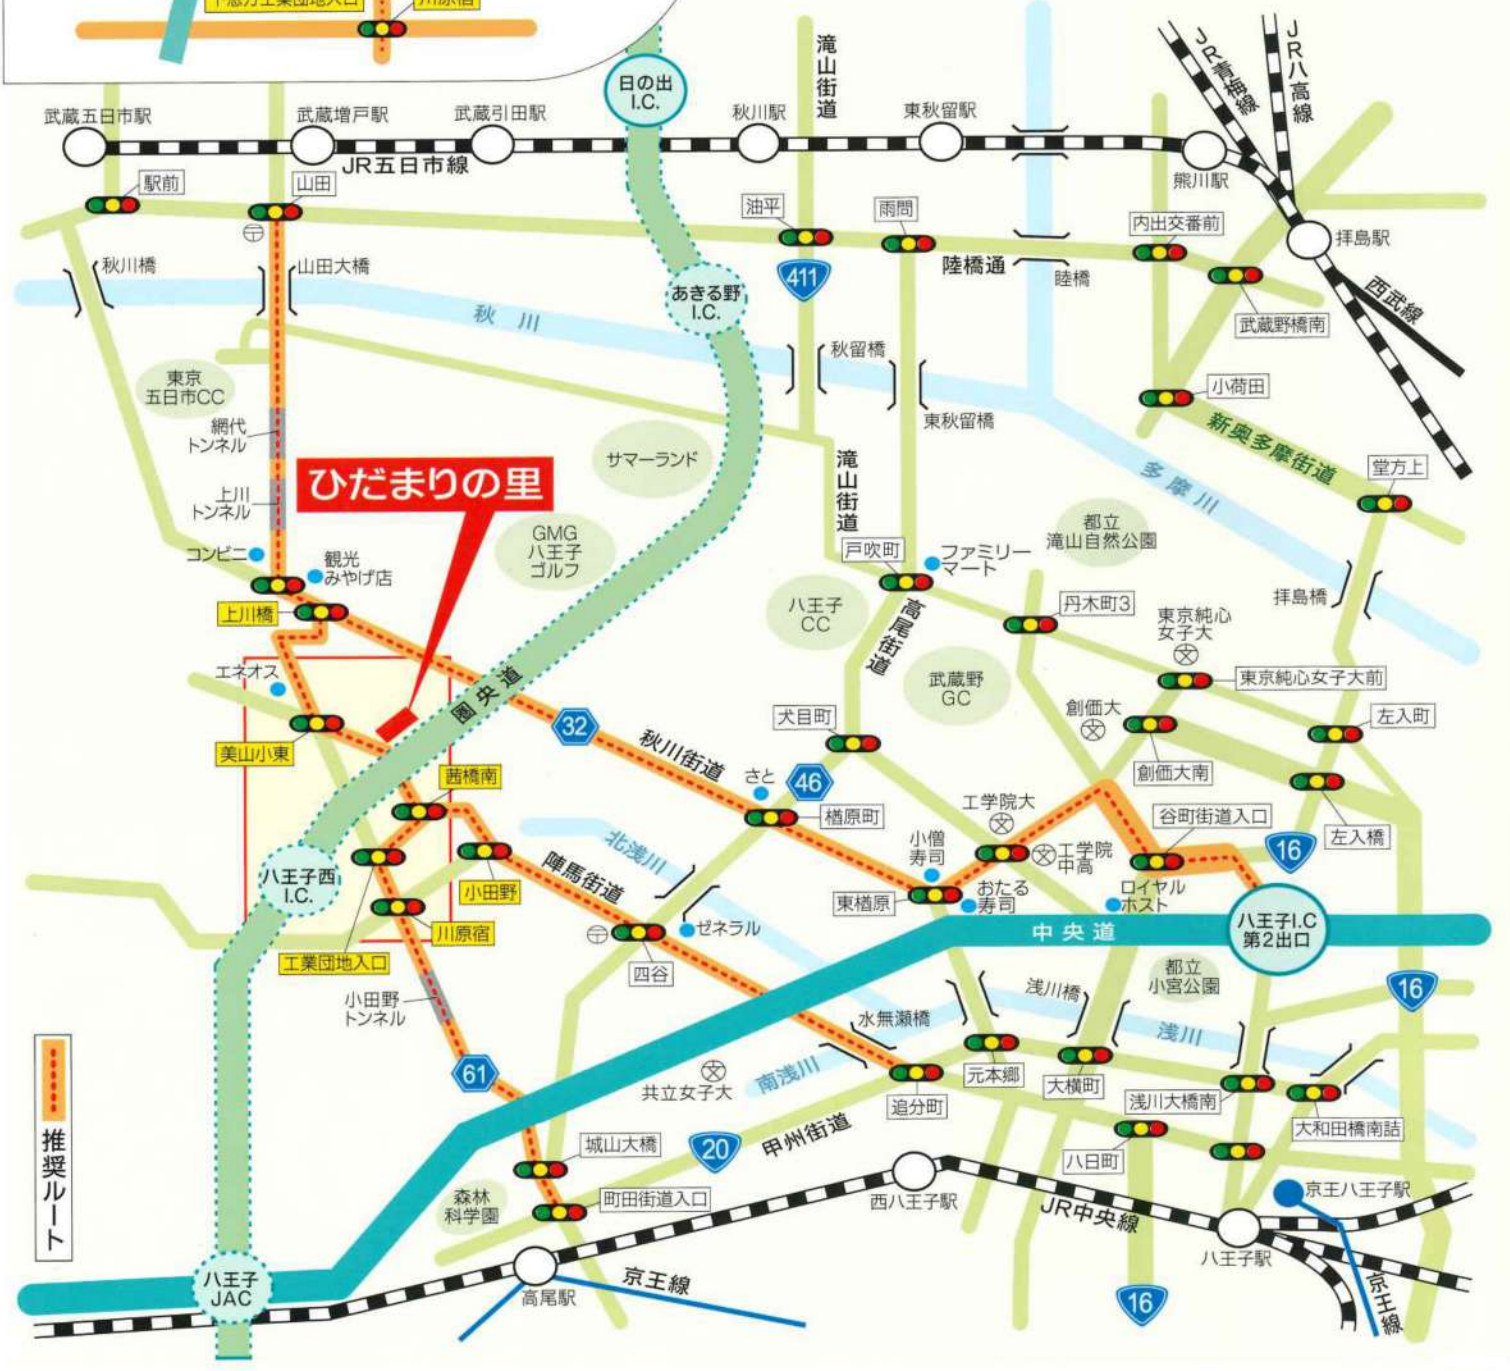 下恩方工業団地入口
川原宿
日の出
I.C.
滝山街道
JR青梅線
JR八高線
武蔵五日市駅
武蔵増戸駅
武蔵引田駅
秋川駅
東秋留駅
JR五日市線
熊川駅
駅前
山田
油平
雨間
内出交番前
拝島駅
秋川橋
山田大橋
411
陸橋通
睦橋
西武線
あきる野
I.C.
武蔵野橋南
秋川
秋留橋
東京
五日市CC
小荷田
東秋留橋
新奥多摩街道
網代
トンネル
サマーランド
滝山街道
多摩川
堂方上
ひだまりの里
上川
トンネル
GMG
八王子
ゴルフ
都立
滝山自然公園
コンビニ
観光
みやげ店
戸吹町
ファミリー
マート
上川橋
八王子
CC
高尾街道
丹木町3
東京純心
女子大
拝島橋
エネオス
圏央道
武蔵野
GC
東京純心女子大前
32
秋川街道
犬目町
創価大
左入町
美山小東
茜橋南
さと
46
創価大南
楢原町
工学院大
谷町街道入口
左入橋
北浅川
小僧
寿司
工学院
中高
16
八王子西
I.C.
陣馬街道
小田野
東楢原
おたる
寿司
ロイヤル
ホスト
川原宿
ゼネラル
中央道
八王子I.C
第2出口
工業団地入口
四谷
都立
小宮公園
小田野
トンネル
浅川橋
16
水無瀬橋
浅川
推奨ルート
61
共立女子大
南浅川
元本郷
大横町
浅川大橋南
追分町
大和田橋南詰
城山大橋
20
甲州街道
八日町
森林
科学園
町田街道入口
西八王子駅
JR中央線
京王八王子駅
八王子駅
八王子
JAC
高尾駅
京王線
16
京王線